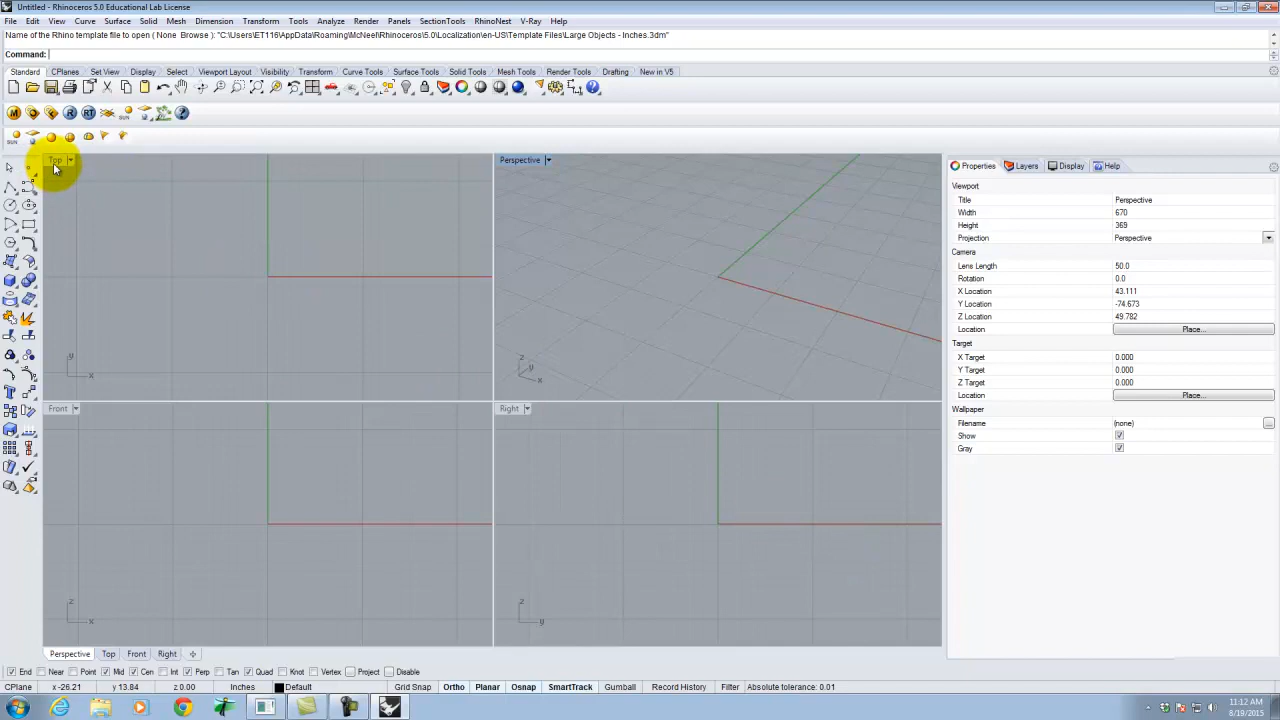 Untitled - Rhinoceros 5.0 Educational Lab License
File Edit View Curve Surface Solid Mesh Dimension Transform Tools Analyze Render Panels SectionTools RhinoNest V-Ray Help
Name of the Rhino template file to open ( None Browse ): "C:\Users\ET116\AppData\Roaming\McNeel\Rhinoceros\5.0\Localization\en-US\Template Files\Large Objects - Inches.3dm"
Command:
Standard CPlanes Set View Display Select Viewport Layout Visibility Transform Curve Tools Surface Tools Solid Tools Mesh Tools Render Tools Drafting New in V5
M R RT
SUN
SUN
Top
Perspective
Properties Layers Display Help
Viewport
Title Perspective
Width 670
Height 369
Projection Perspective
Camera
Lens Length 50.0
Rotation 0.0
X Location 43.111
Y Location -74.673
Z Location 49.782
Location Place...
Target
X Target 0.000
Y Target 0.000
Z Target 0.000
Location Place...
Wallpaper
Filename (none) ...
Show
Gray
y
x
z
y
x
Front
Right
z
x
z
y
Perspective Top Front Right
End Near Point Mid Cen Int Perp Tan Quad Knot Vertex Project Disable
CPlane x -26.21 y 13.84 z 0.00 Inches Default Grid Snap Ortho Planar Osnap SmartTrack Gumball Record History Filter Absolute tolerance: 0.01
11:12 AM
8/19/2015